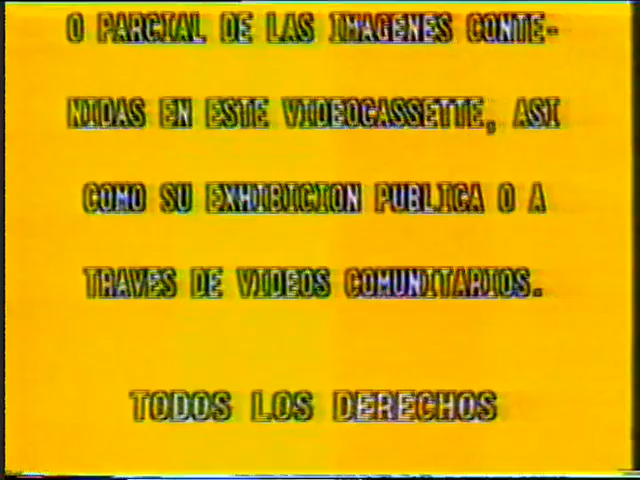 O PARCIAL DE LAS IMAGENES CONTE-
NIDAS EN ESTE VIDEOCASSETTE, ASI
COMO SU EXHIBICION PUBLICA O A
TRAVES DE VIDEOS COMUNITARIOS.
TODOS LOS DERECHOS